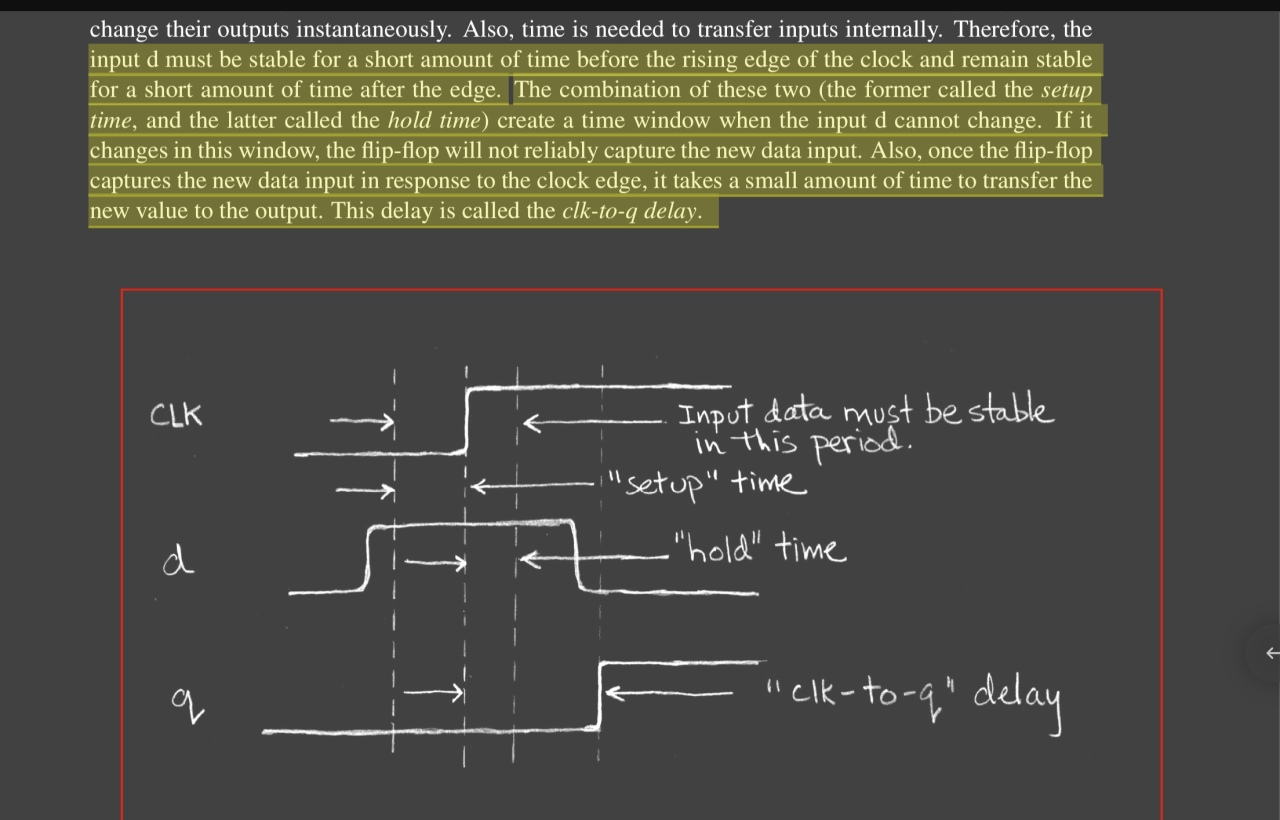 change their outputs instantaneously. Also, time is needed to transfer inputs internally. Therefore, the
input d must be stable for a short amount of time before the rising edge of the clock and remain stable
for a short amount of time after the edge. The combination of these two (the former called the setup
time, and the latter called the hold time) create a time window when the input d cannot change. If it
changes in this window, the flip-flop will not reliably capture the new data input. Also, once the flip-flop
captures the new data input in response to the clock edge, it takes a small amount of time to transfer the
new value to the output. This delay is called the clk-to-q delay.
CLK
Input data must be stable
in this period.
"setup" time
d
"hold" time
q
"clk-to-q" delay